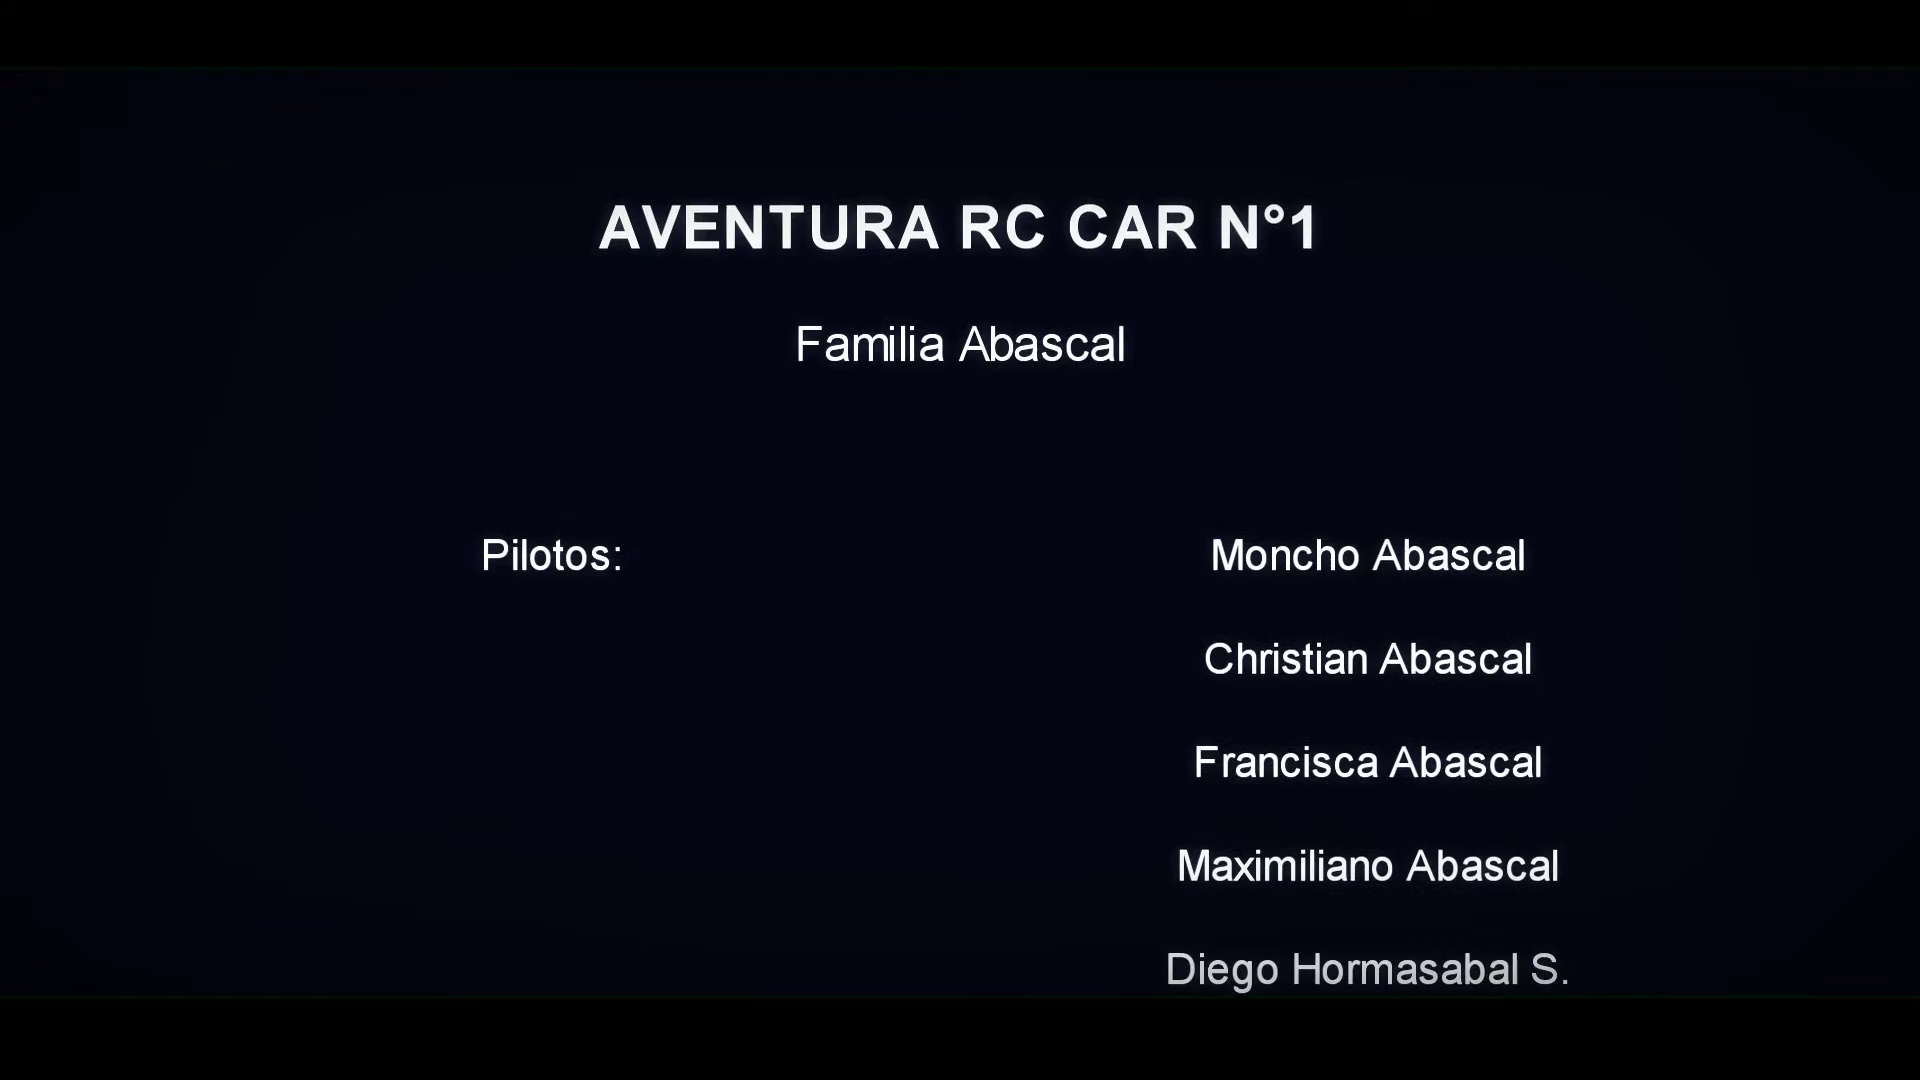 AVENTURA RC CAR N°1
Familia Abascal
Pilotos: Moncho Abascal
Christian Abascal
Francisca Abascal
Maximiliano Abascal
Diego Hormasabal S.